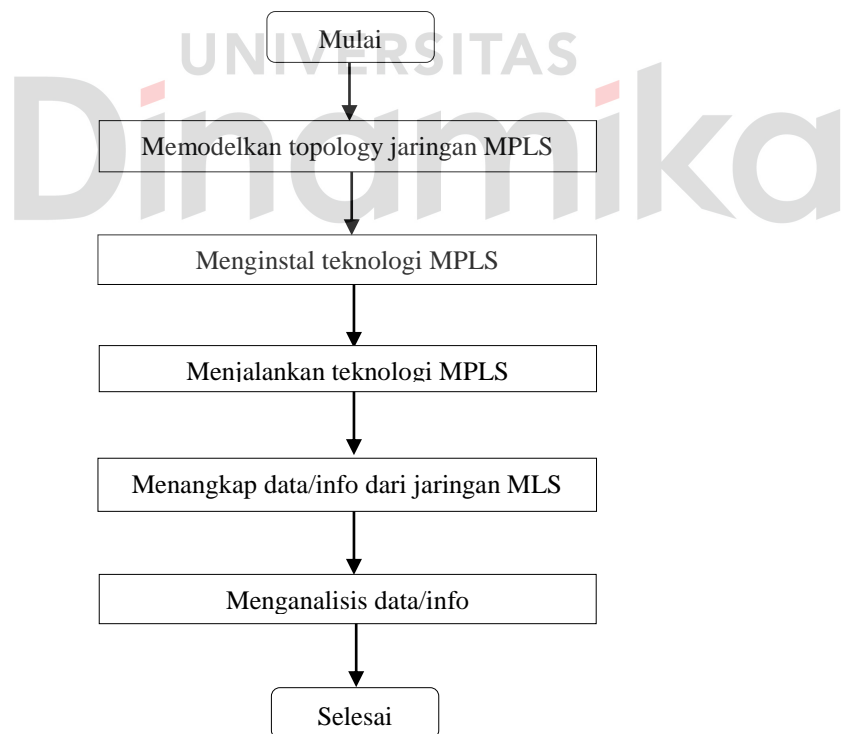 UNIVERSITAS
Dinamika
Mulai
Memodelkan topology jaringan MPLS
Menginstal teknologi MPLS
Menjalankan teknologi MPLS
Menangkap data/info dari jaringan MLS
Menganalisis data/info
Selesai